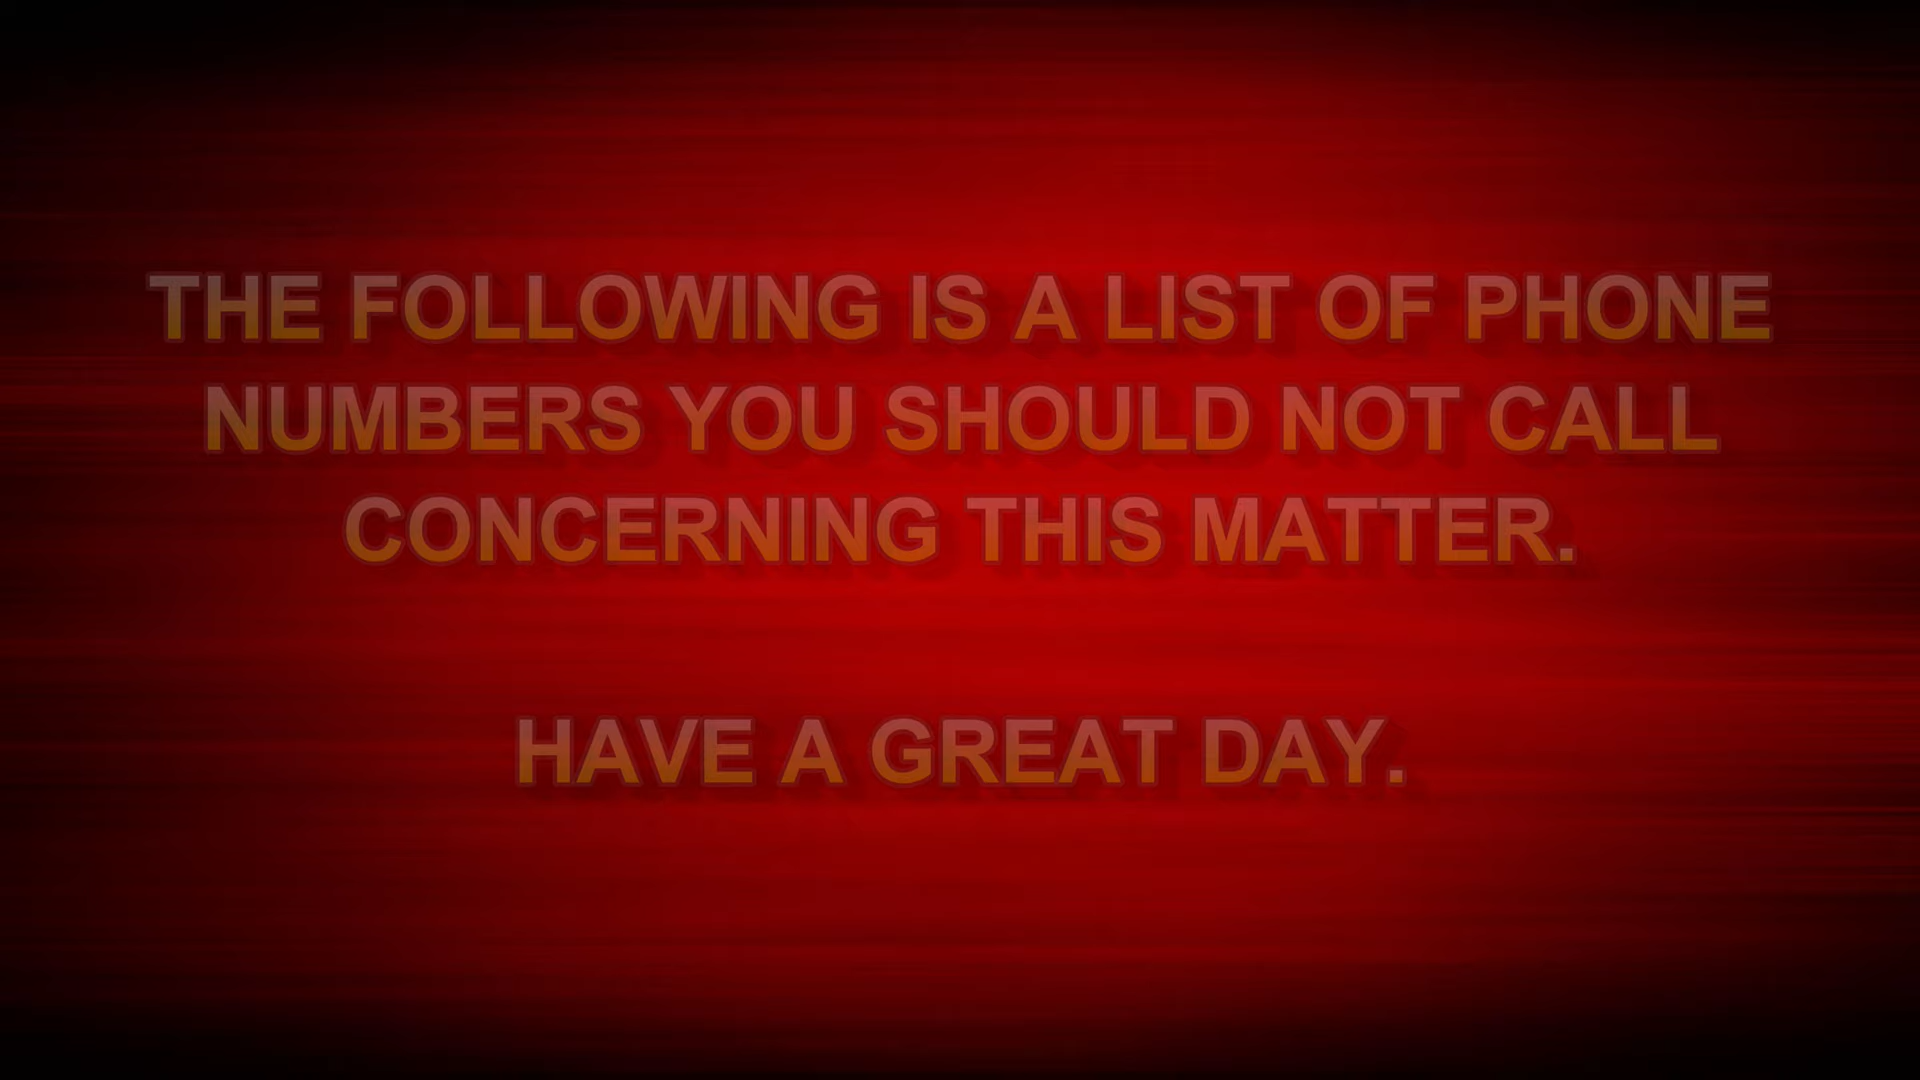 THE FOLLOWING IS A LIST OF PHONE
NUMBERS YOU SHOULD NOT CALL
CONCERNING THIS MATTER.
HAVE A GREAT DAY.